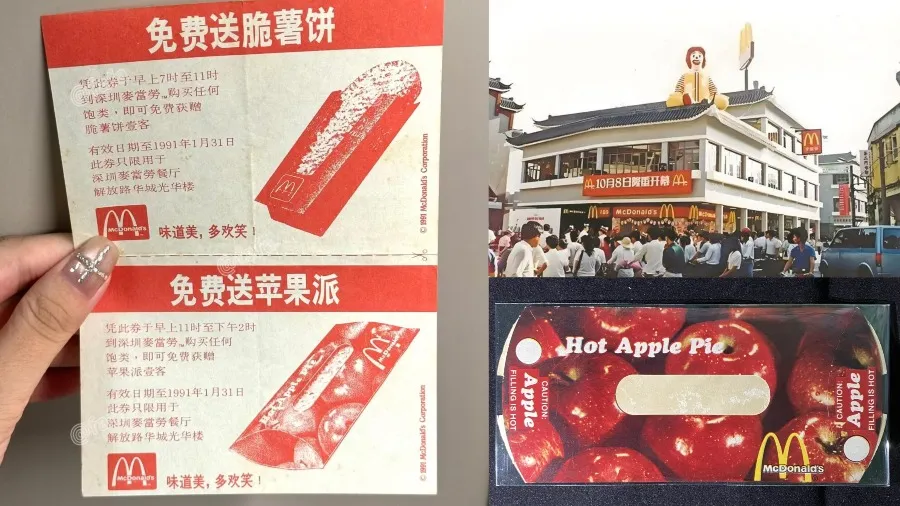 免费送脆薯饼
凭此券于早上7时至11时
到深圳麥當勞™购买任何
饱类，即可免费获赠
脆薯饼壹客
有效日期至1991年1月31日
此券只限用于
深圳麥當勞餐厅
解放路华城光华楼
McDonald's
味道美，多欢笑！
© 1991 McDonald's Corporation
免费送苹果派
凭此券于早上11时至下午2时
到深圳麥當勞™购买任何
饱类，即可免费获赠
苹果派壹客
有效日期至1991年1月31日
此券只限用于
深圳麥當勞餐厅
解放路华城光华楼
McDonald's
味道美，多欢笑！
© 1991 McDonald's Corporation
10月8日隆重开幕
McDonald's
Hot Apple Pie
CAUTION:
FILLING IS HOT
Apple
CAUTION:
FILLING IS HOT
Apple
McDonald's